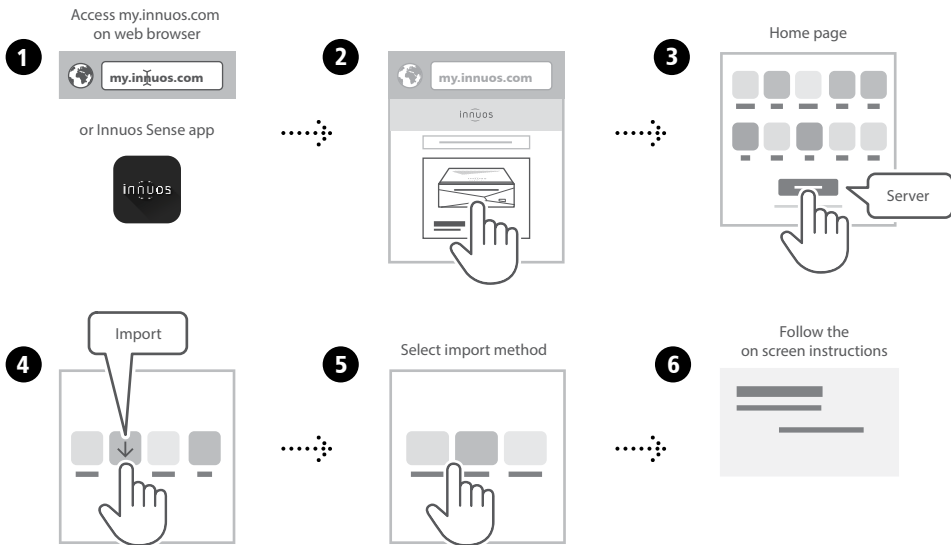 1
Access my.innuos.com
on web browser
my.innuos.com
or Innuos Sense app
innuos
2
my.innuos.com
innuos
3
Home page
Server
4
Import
5
Select import method
6
Follow the
on screen instructions